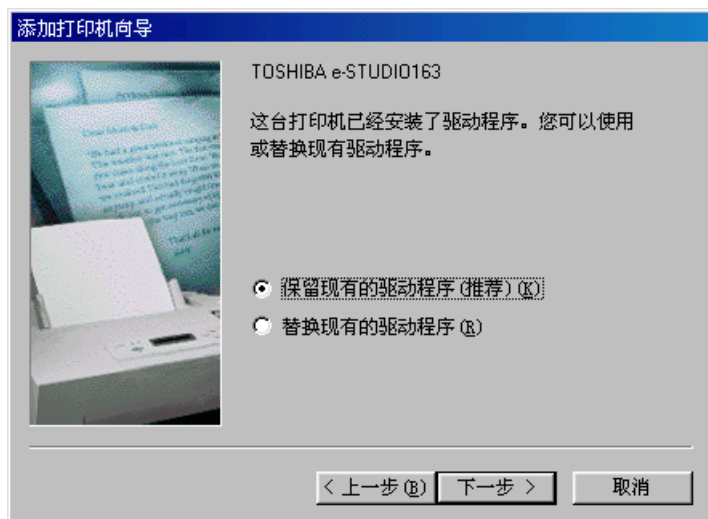 添加打印机向导
TOSHIBA e-STUDIO163
这台打印机已经安装了驱动程序。您可以使用
或替换现有驱动程序。
保留现有的驱动程序(推荐)(K)
替换现有的驱动程序(R)
< 上一步(B) 下一步 > 取消